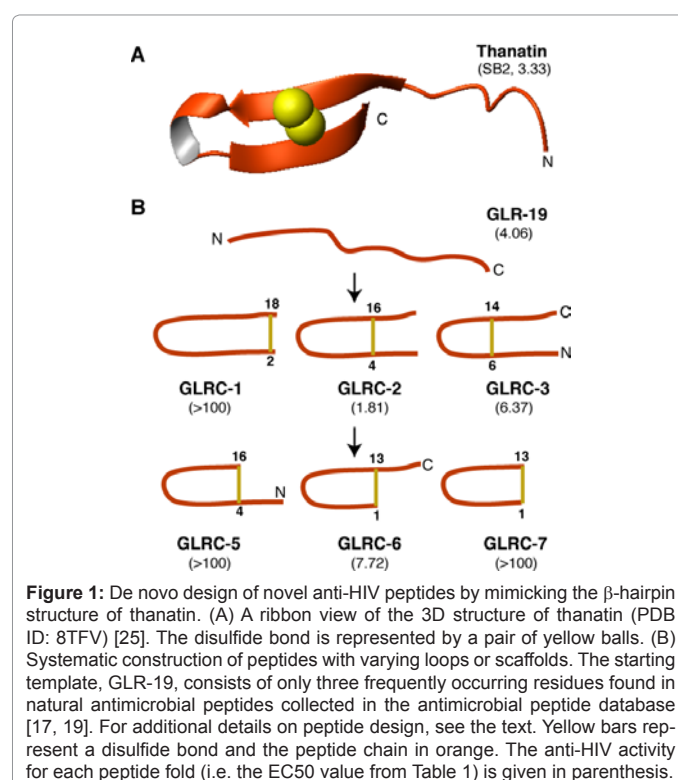 A
Thanatin
(SB2, 3.33)
C
N
B
GLR-19
(4.06)
N
C
18
16
14
C
2
4
6
N
GLRC-1
GLRC-2
GLRC-3
(>100)
(1.81)
(6.37)
16
13
C
13
N
4
1
1
GLRC-5
GLRC-6
GLRC-7
(>100)
(7.72)
(>100)
Figure 1: De novo design of novel anti-HIV peptides by mimicking the β-hairpin
structure of thanatin. (A) A ribbon view of the 3D structure of thanatin (PDB
ID: 8TFV) [25]. The disulfide bond is represented by a pair of yellow balls. (B)
Systematic construction of peptides with varying loops or scaffolds. The starting
template, GLR-19, consists of only three frequently occurring residues found in
natural antimicrobial peptides collected in the antimicrobial peptide database
[17, 19]. For additional details on peptide design, see the text. Yellow bars rep-
resent a disulfide bond and the peptide chain in orange. The anti-HIV activity
for each peptide fold (i.e. the EC50 value from Table 1) is given in parenthesis.